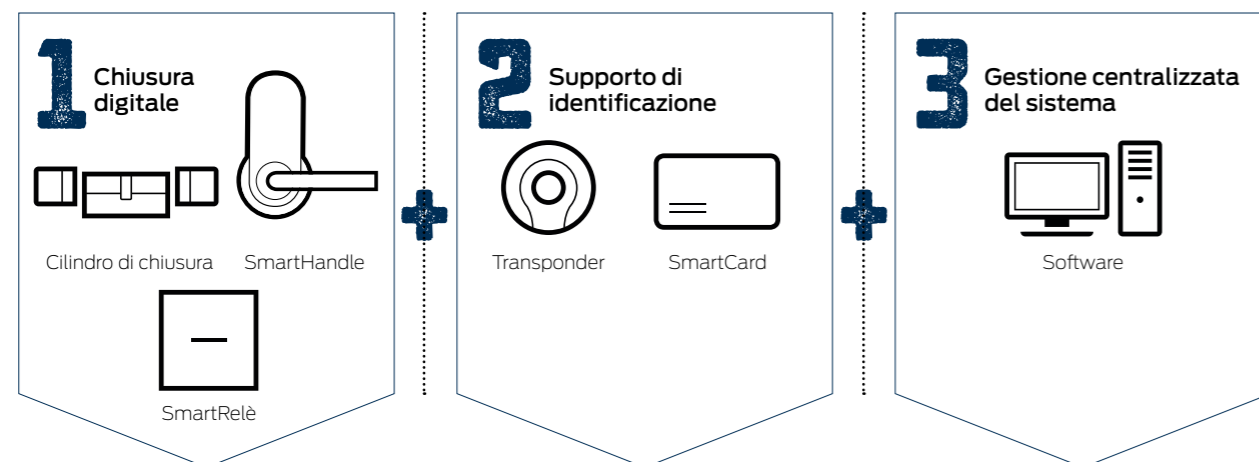 1
Chiusura
digitale
Cilindro di chiusura
SmartHandle
SmartRelè
+
2
Supporto di
identificazione
Transponder
SmartCard
+
3
Gestione centralizzata
del sistema
Software